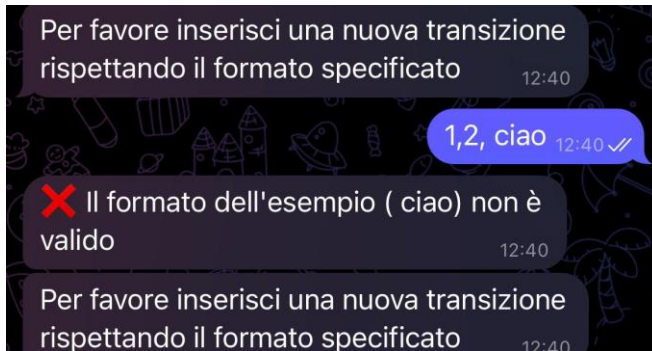 Per favore inserisci una nuova transizione
rispettando il formato specificato 12:40
1,2, ciao 12:40
❌ Il formato dell'esempio ( ciao) non è
valido 12:40
Per favore inserisci una nuova transizione
rispettando il formato specificato 12:40